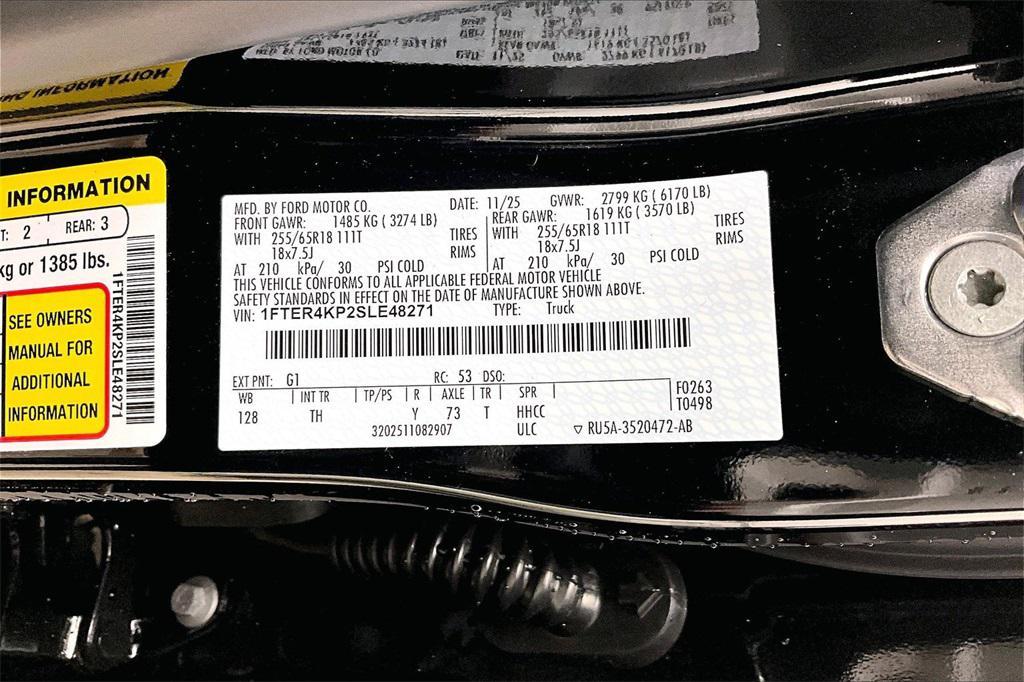 INFORMATION
T: 2 REAR: 3
kg or 1385 lbs.
SEE OWNERS
MANUAL FOR
ADDITIONAL
INFORMATION
1FTER4KP2SLE48271
MFD. BY FORD MOTOR CO. DATE: 11/25 GVWR: 2799 KG ( 6170 LB)
FRONT GAWR: 1485 KG ( 3274 LB) REAR GAWR: 1619 KG ( 3570 LB)
WITH 255/65R18 111T TIRES WITH 255/65R18 111T TIRES
18x7.5J RIMS 18x7.5J RIMS
AT 210 kPa/ 30 PSI COLD AT 210 kPa/ 30 PSI COLD
THIS VEHICLE CONFORMS TO ALL APPLICABLE FEDERAL MOTOR VEHICLE
SAFETY STANDARDS IN EFFECT ON THE DATE OF MANUFACTURE SHOWN ABOVE.
VIN: 1FTER4KP2SLE48271 TYPE: Truck
EXT PNT: G1 RC: 53 DSO:
WB INT TR TP/PS R AXLE TR SPR F0263
128 TH Y 73 T HHCC T0498
3202511082907 ULC ▽ RU5A-3520472-AB